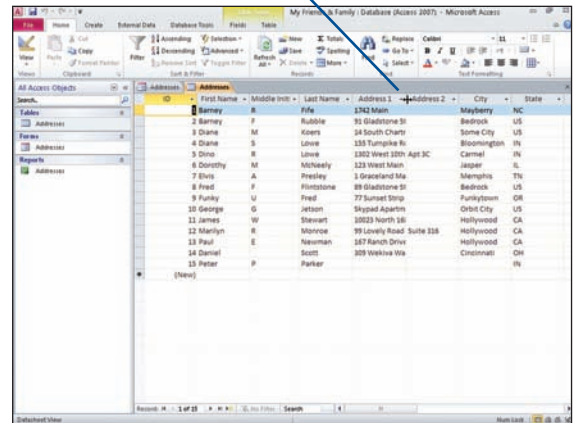 My Friends & Family : Database (Access 2007) - Microsoft Access
File Home Create External Data Database Tools Fields Table
View Paste Cut Copy Format Painter
Filter Ascending Descending Remove Sort Selection Advanced Toggle Filter
Refresh All New Save Delete Totals Spelling More
Find Replace Go To Select
Calibri 11
B I U
Views Clipboard Sort & Filter Records Find Text Formatting
All Access Objects
Search..
Tables
Addresses
Forms
Addresses
Reports
Addresses
Addresses Addresses
ID First Name Middle Initi Last Name Address 1 Address 2 City State
1 Barney R Fife 1742 Main Mayberry NC
2 Barney F Rubble 91 Gladstone St Bedrock US
3 Diane M Koers 14 South Chartr Some City US
4 Diane S Lowe 155 Turnpike Ro Bloomington IN
5 Dino R Lowe 1302 West 10th Apt 3C Carmel IN
6 Dorothy M McNeely 123 West Main Jasper IL
7 Elvis A Presley 1 Graceland Ma Memphis TN
8 Fred F Flintstone 89 Gladstone St Bedrock US
9 Funky U Fred 77 Sunset Strip Funkytown OR
10 George G Jetson Skypad Apartm Orbit City US
11 James W Stewart 10023 North 16t Hollywood CA
12 Marilyn R Monroe 99 Lovely Road Suite 316 Hollywood CA
13 Paul E Newman 167 Ranch Drive Hollywood CA
14 Daniel Scott 309 Wekiva Wa Cincinnati OH
15 Peter P Parker IN
(New)
Record: 1 of 15 No Filter Search
Datasheet View Num Lock